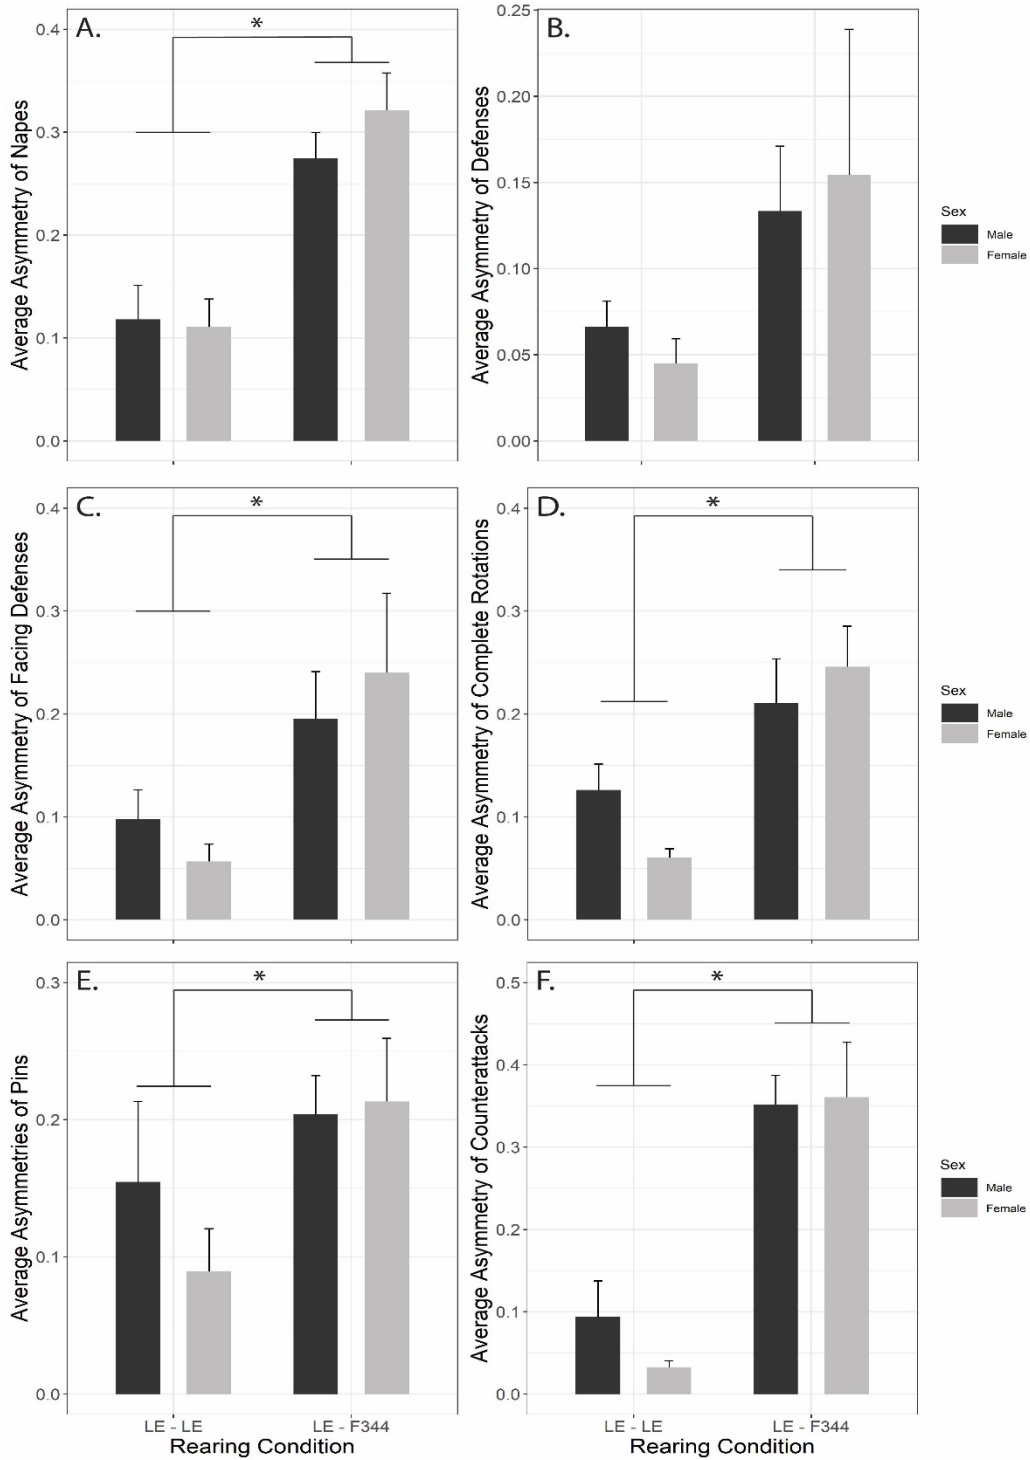 A.
*
Average Asymmetry of Napes
0.4
0.3
0.2
0.1
0.0
B.
Average Asymmetry of Defenses
0.25
0.20
0.15
0.10
0.05
0.00
Sex
Male
Female
C.
*
Average Asymmetry of Facing Defenses
0.4
0.3
0.2
0.1
0.0
D.
*
Average Asymmetry of Complete Rotations
0.4
0.3
0.2
0.1
0.0
Sex
Male
Female
E.
*
Average Asymmetries of Pins
0.3
0.2
0.1
0.0
LE - LE
LE - F344
Rearing Condition
F.
*
Average Asymmetry of Counterattacks
0.5
0.4
0.3
0.2
0.1
0.0
LE - LE
LE - F344
Rearing Condition
Sex
Male
Female